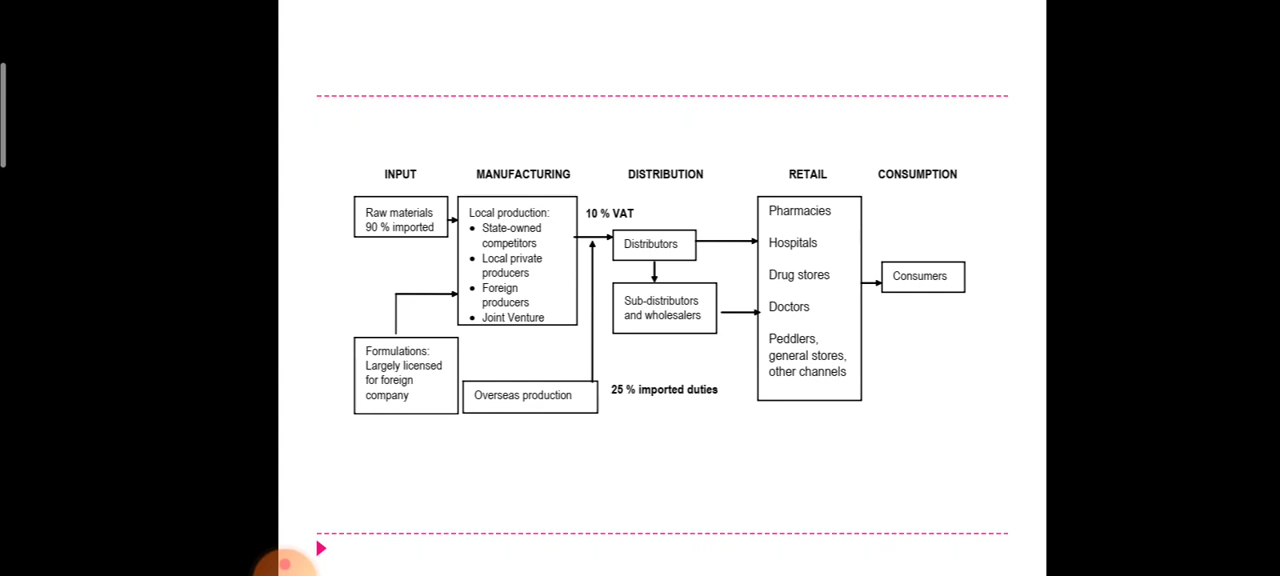 INPUT
MANUFACTURING
DISTRIBUTION
RETAIL
CONSUMPTION
Raw materials
90 % imported
Local production:
● State-owned
competitors
● Local private
producers
● Foreign
producers
● Joint Venture
10 % VAT
Distributors
Sub-distributors
and wholesalers
Pharmacies
Hospitals
Drug stores
Doctors
Peddlers,
general stores,
other channels
Consumers
Formulations:
Largely licensed
for foreign
company
Overseas production
25 % imported duties